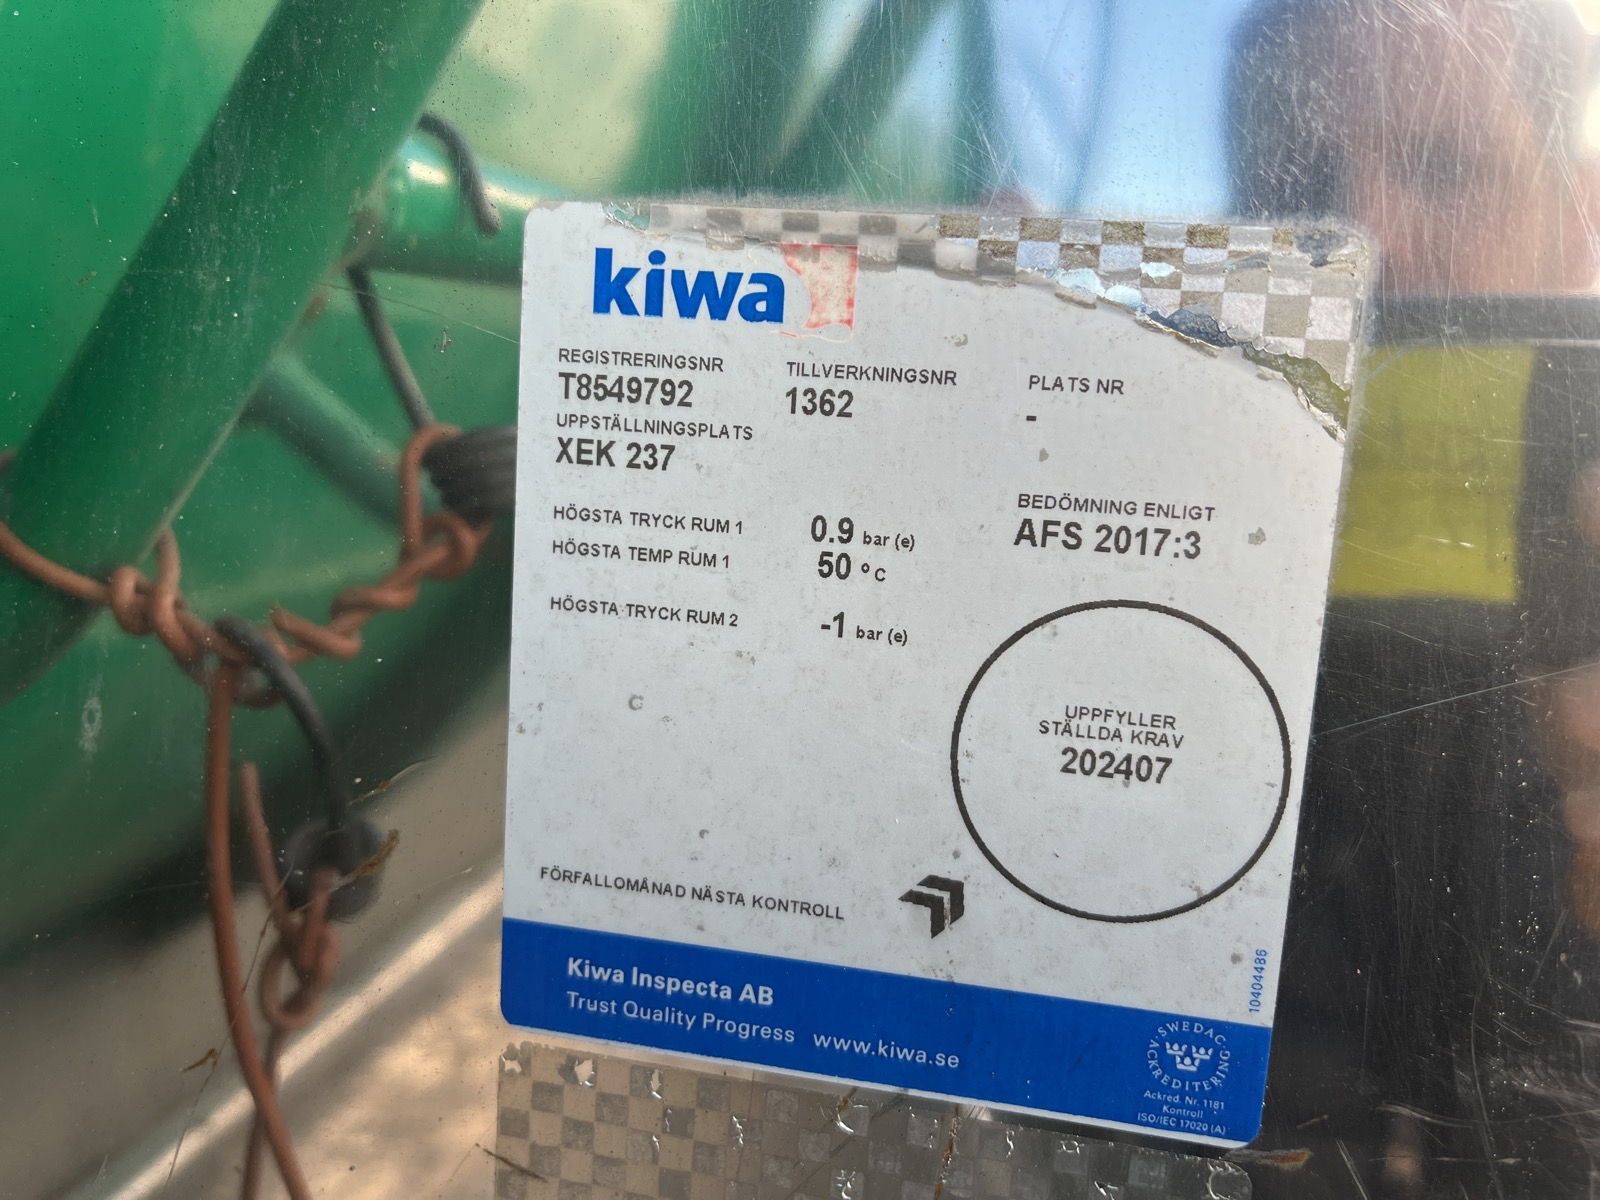 kiwa
REGISTRERINGSNR
T8549792
TILLVERKNINGSNR
1362
PLATS NR
-
UPPSTÄLLNINGSPLATS
XEK 237
HÖGSTA TRYCK RUM 1 0.9 bar (e)
HÖGSTA TEMP RUM 1 50 °C
HÖGSTA TRYCK RUM 2 -1 bar (e)
BEDÖMNING ENLIGT
AFS 2017:3
UPPFYLLER
STÄLLDA KRAV
202407
FÖRFALLOMÅNAD NÄSTA KONTROLL
Kiwa Inspecta AB
Trust Quality Progress www.kiwa.se
10404486
SWEDAC
ACKREDITERING
Ackred. Nr. 1181
Kontroll
ISO/IEC 17020 (A)